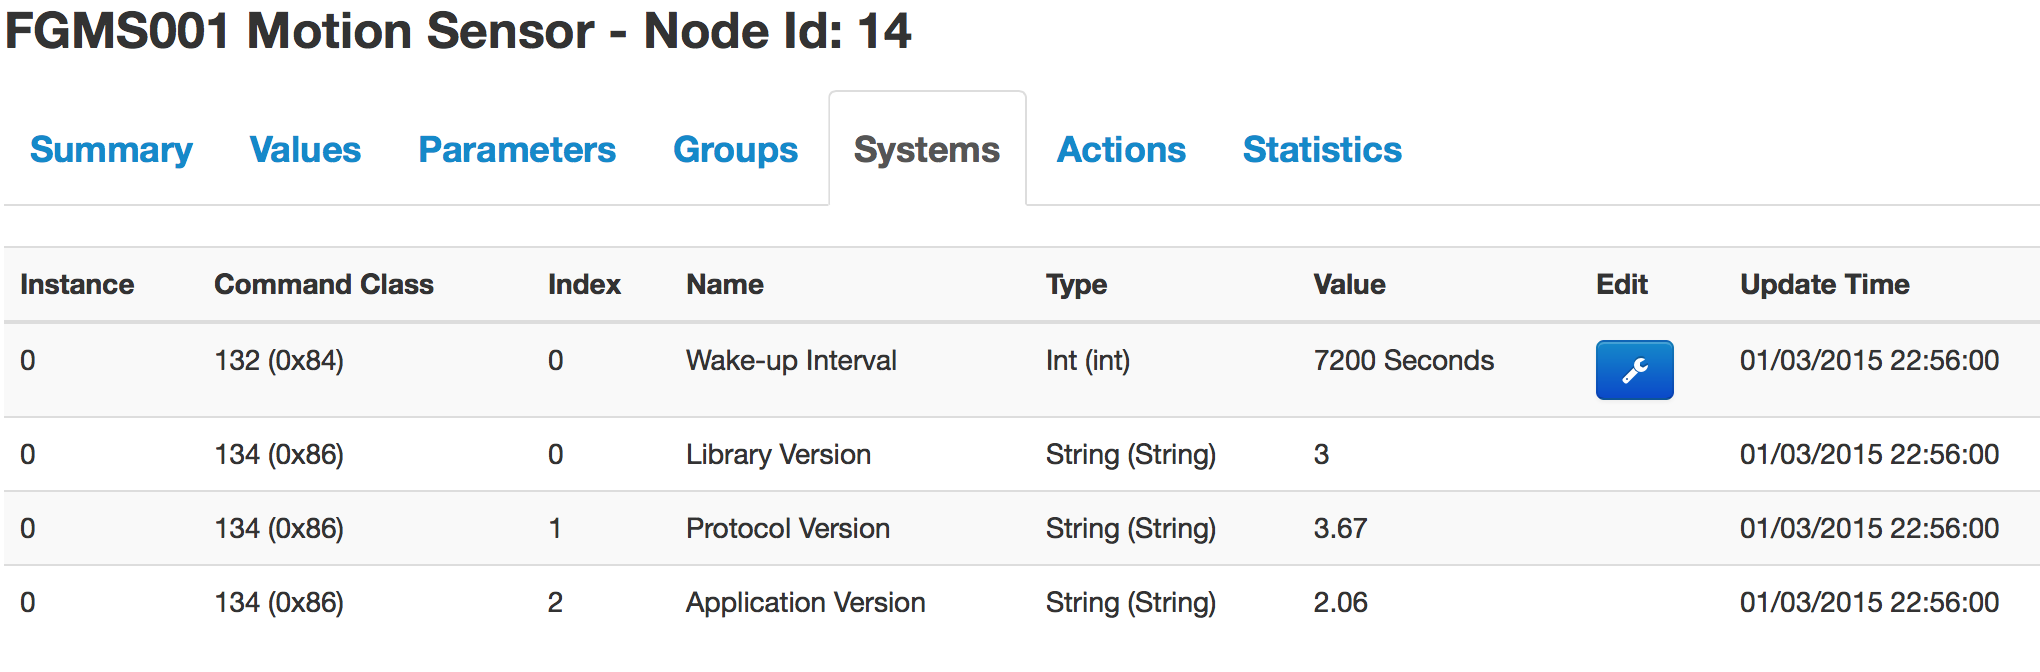 FGMS001 Motion Sensor - Node Id: 14
Summary Values Parameters Groups Systems Actions Statistics
Instance Command Class Index Name Type Value Edit Update Time
0 132 (0x84) 0 Wake-up Interval Int (int) 7200 Seconds 01/03/2015 22:56:00
0 134 (0x86) 0 Library Version String (String) 3 01/03/2015 22:56:00
0 134 (0x86) 1 Protocol Version String (String) 3.67 01/03/2015 22:56:00
0 134 (0x86) 2 Application Version String (String) 2.06 01/03/2015 22:56:00